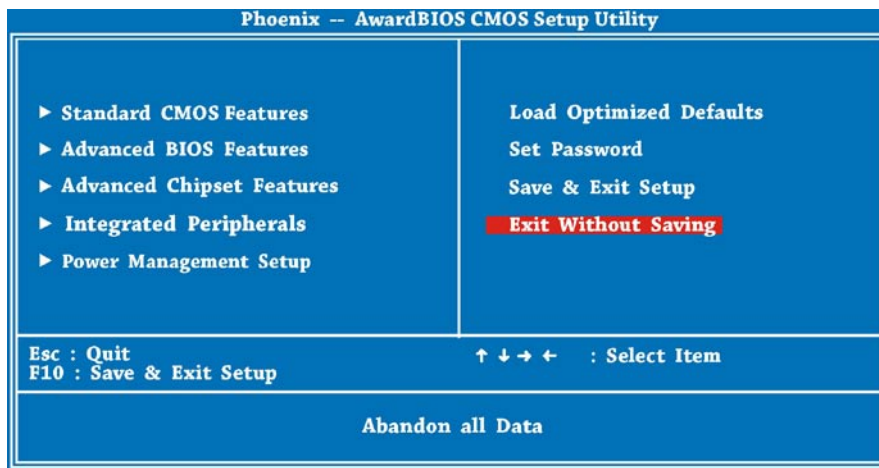 Phoenix -- AwardBIOS CMOS Setup Utility
► Standard CMOS Features
► Advanced BIOS Features
► Advanced Chipset Features
► Integrated Peripherals
► Power Management Setup
Load Optimized Defaults
Set Password
Save & Exit Setup
Exit Without Saving
Esc : Quit
F10 : Save & Exit Setup
↑ ↓ → ← : Select Item
Abandon all Data